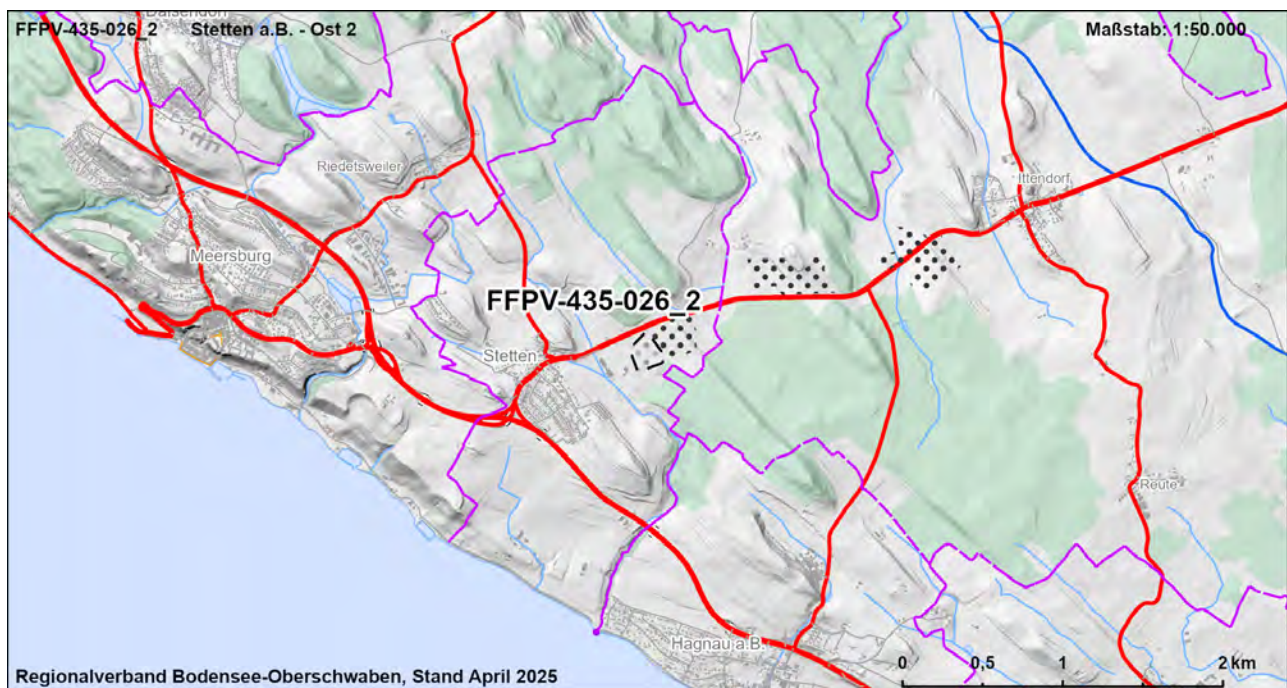 Daisendorf
FFPV-435-026_2 Stetten a.B. - Ost 2 Maßstab: 1:50.000
Riedetsweiler
Ittendorf
Meersburg
FFPV-435-026_2
Stetten
Reute
Hagnau a.B.
0 0,5 1 2 km
Regionalverband Bodensee-Oberschwaben, Stand April 2025